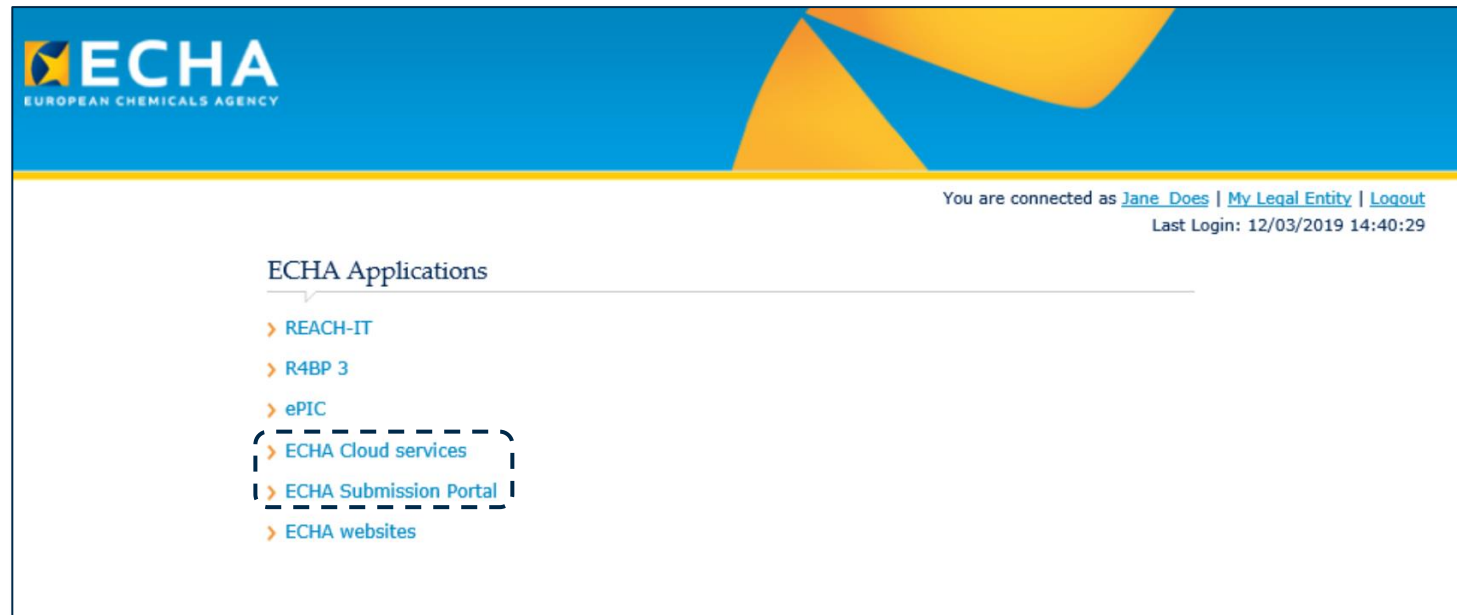 ECHA
EUROPEAN CHEMICALS AGENCY
You are connected as Jane_Does | My Legal Entity | Logout
Last Login: 12/03/2019 14:40:29
ECHA Applications
REACH-IT
R4BP 3
ePIC
ECHA Cloud services
ECHA Submission Portal
ECHA websites